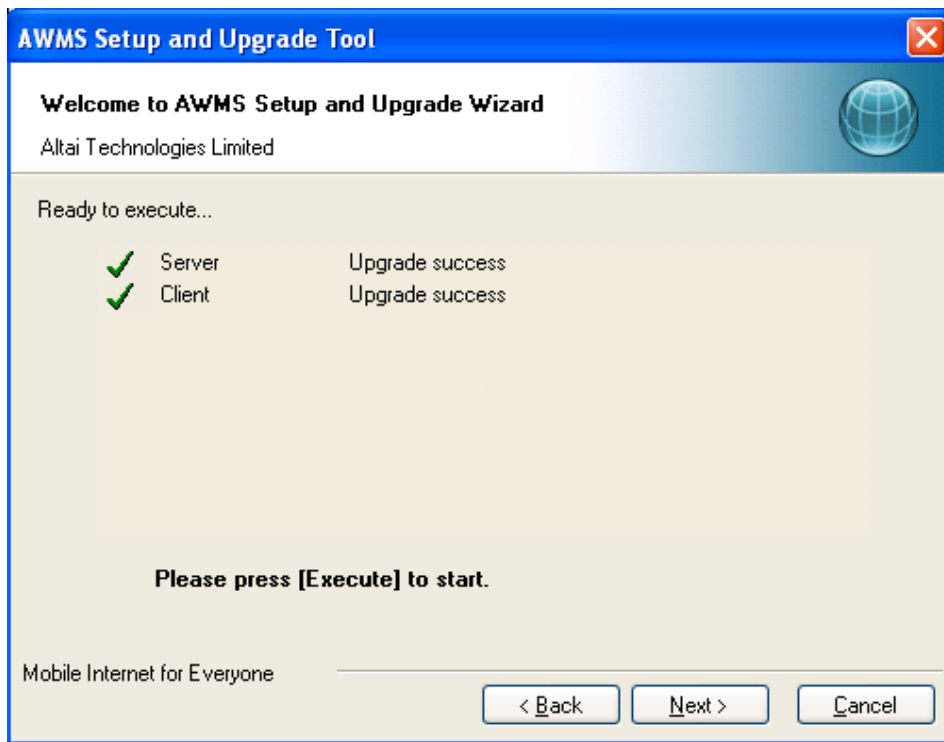 AWMS Setup and Upgrade Tool
Welcome to AWMS Setup and Upgrade Wizard
Altai Technologies Limited
Ready to execute...
Server Upgrade success
Client Upgrade success
Please press [Execute] to start.
Mobile Internet for Everyone
< Back Next > Cancel